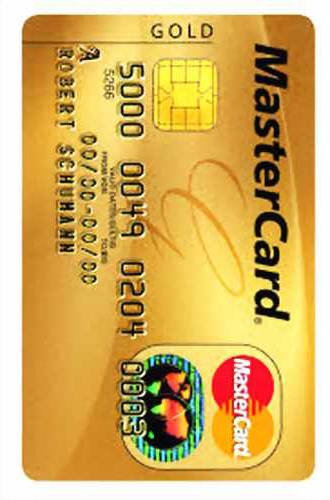 MasterCard®
GOLD
5000 0049 0204 0003
5266
00/00-00/00
A ROBERT SCHUMANN
MasterCard